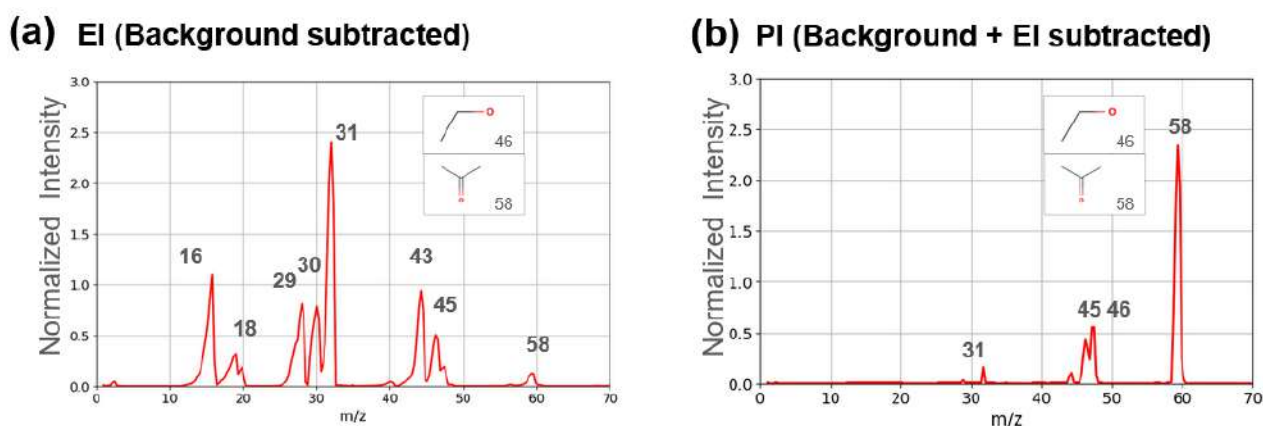 (a) EI (Background subtracted)
Normalized Intensity
3.0
2.5
2.0
1.5
1.0
0.5
0.0
16
18
29
30
31
43
45
58
O
46
O
58
0 10 20 30 40 50 60 70
m/z
(b) PI (Background + EI subtracted)
Normalized Intensity
3.0
2.5
2.0
1.5
1.0
0.5
0.0
31
45 46
58
O
46
O
58
0 10 20 30 40 50 60 70
m/z